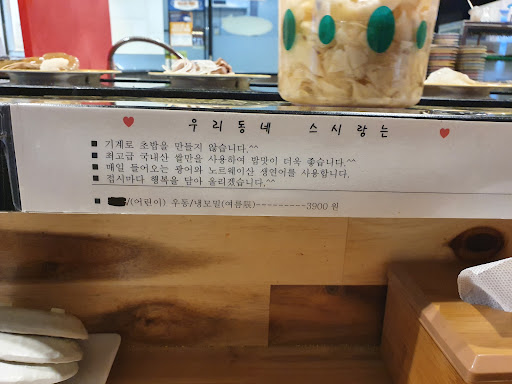 우리동네 스시랑는
■ 기계로 초밥을 만들지 않습니다.^^
■ 최고급 국내산 쌀만을 사용하여 밥맛이 더욱 좋습니다.^^
■ 매일 들어오는 광어와 노르웨이산 생연어를 사용합니다.
■ 접시마다 행복을 담아 올리겠습니다.^^
■ /(어린이) 우동/냉모밀(여름辰)---------3900 원